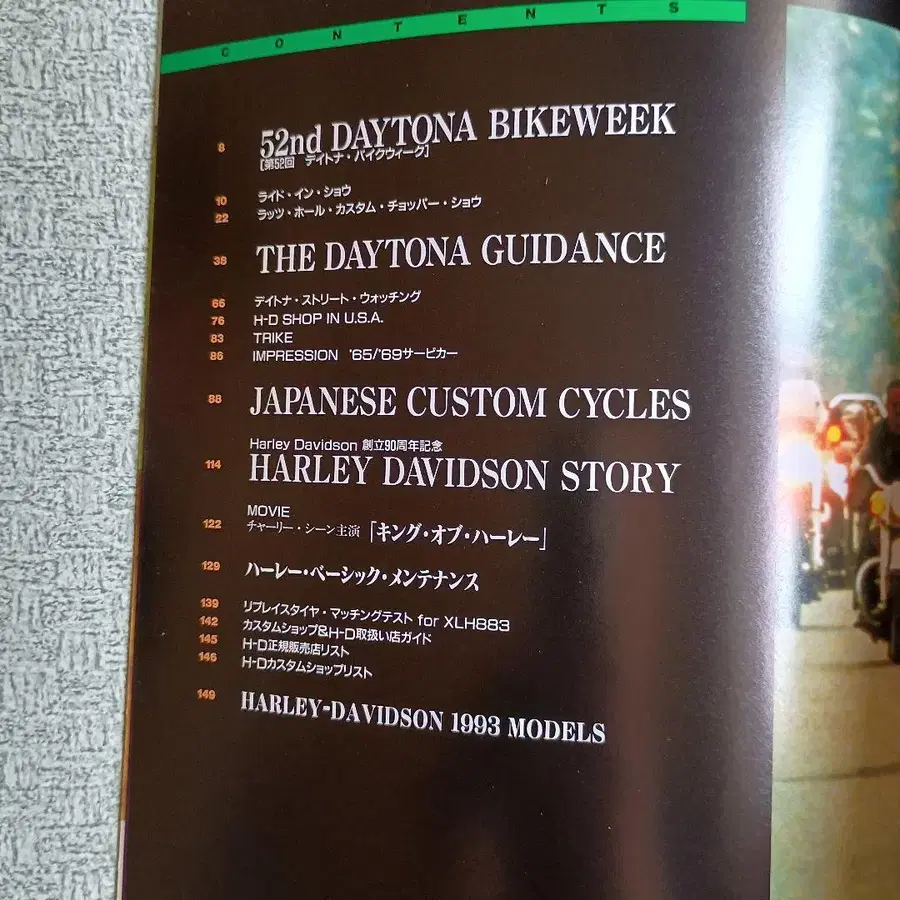 CONTENTS
8 52nd DAYTONA BIKEWEEK
[第52回 デイトナ・バイクウィーク]
10 ライド・イン・ショウ
22 ラッツ・ホール・カスタム・チョッパー・ショウ
38 THE DAYTONA GUIDANCE
66 デイトナ・ストリート・ウォッチング
76 H-D SHOP IN U.S.A.
83 TRIKE
86 IMPRESSION '65/'69サービカー
88 JAPANESE CUSTOM CYCLES
Harley Davidson 創立90周年記念
114 HARLEY DAVIDSON STORY
MOVIE
122 チャーリー・シーン主演「キング・オブ・ハーレー」
129 ハーレー・ベーシック・メンテナンス
139 リプレイスタイヤ・マッチングテスト for XLH883
142 カスタムショップ&H-D取扱い店ガイド
145 H-D正規販売店リスト
146 H-Dカスタムショップリスト
149 HARLEY-DAVIDSON 1993 MODELS